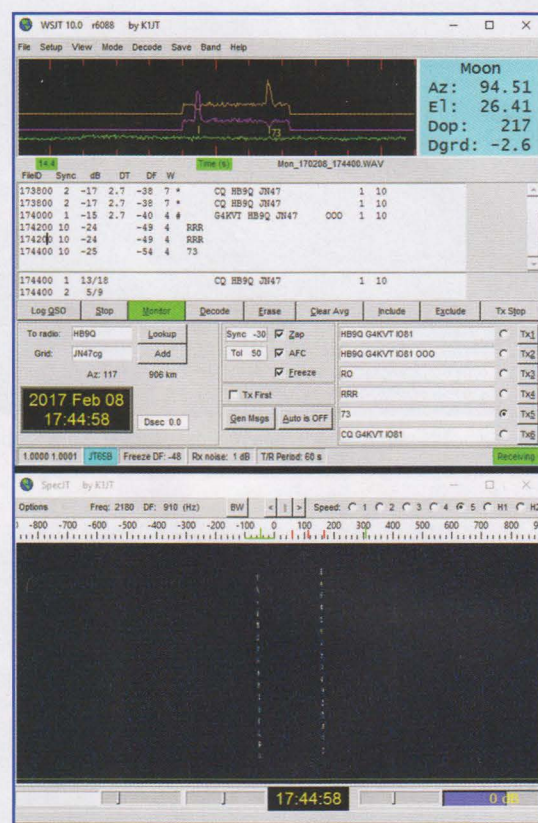 WSJT 10.0 r6088 by K1JT
File Setup View Mode Decode Save Band Help
Moon
Az: 94.51
El: 26.41
Dop: 217
Dgrd: -2.6
73
14.4 Time (s) Mon_170208_174400.WAV
FileID Sync dB DT DF W
173800 2 -17 2.7 -38 7 * CQ HB9Q JN47 1 10
173800 2 -17 2.7 -38 7 * CQ HB9Q JN47 1 10
174000 1 -15 2.7 -40 4 # G4KVT HB9Q JN47 OOO 1 10
174200 10 -24 -49 4 RRR
174200 10 -24 -49 4 RRR
174400 10 -25 -54 4 73
174400 1 13/18 CQ HB9Q JN47 1 10
174400 2 5/9
Log QSO Stop Monitor Decode Erase Clear Avg Include Exclude Tx Stop
To radio: HB9Q Lookup
Grid: JN47cg Add
Az: 117 906 km
2017 Feb 08
17:44:58
Dsec 0.0
Sync -30 Zap
Tol 50 AFC
Freeze
Tx First
Gen Msgs Auto is OFF
HB9Q G4KVT IO81 Tx1
HB9Q G4KVT IO81 OOO Tx2
RO Tx3
RRR Tx4
73 Tx5
CQ G4KVT IO81 Tx6
1.0000 1.0001 JT65B Freeze DF: -48 Rx noise: 1 dB T/R Period: 60 s Receiving
SpecJT by K1JT
Options Freq: 2180 DF: 910 (Hz) BW < | > Speed: 1 2 3 4 5 H1 H2
-800 -700 -600 -500 -400 -300 -200 -100 0 100 200 300 400 500 600 700 800
17:44:58 0 dB